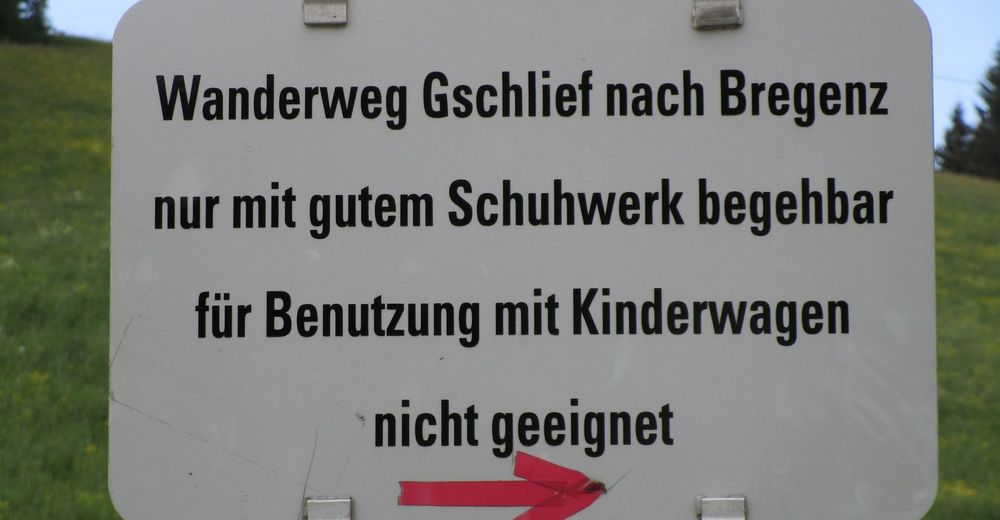 Wanderweg Gschlief nach Bregenz
nur mit gutem Schuhwerk begehbar
für Benutzung mit Kinderwagen
nicht geeignet